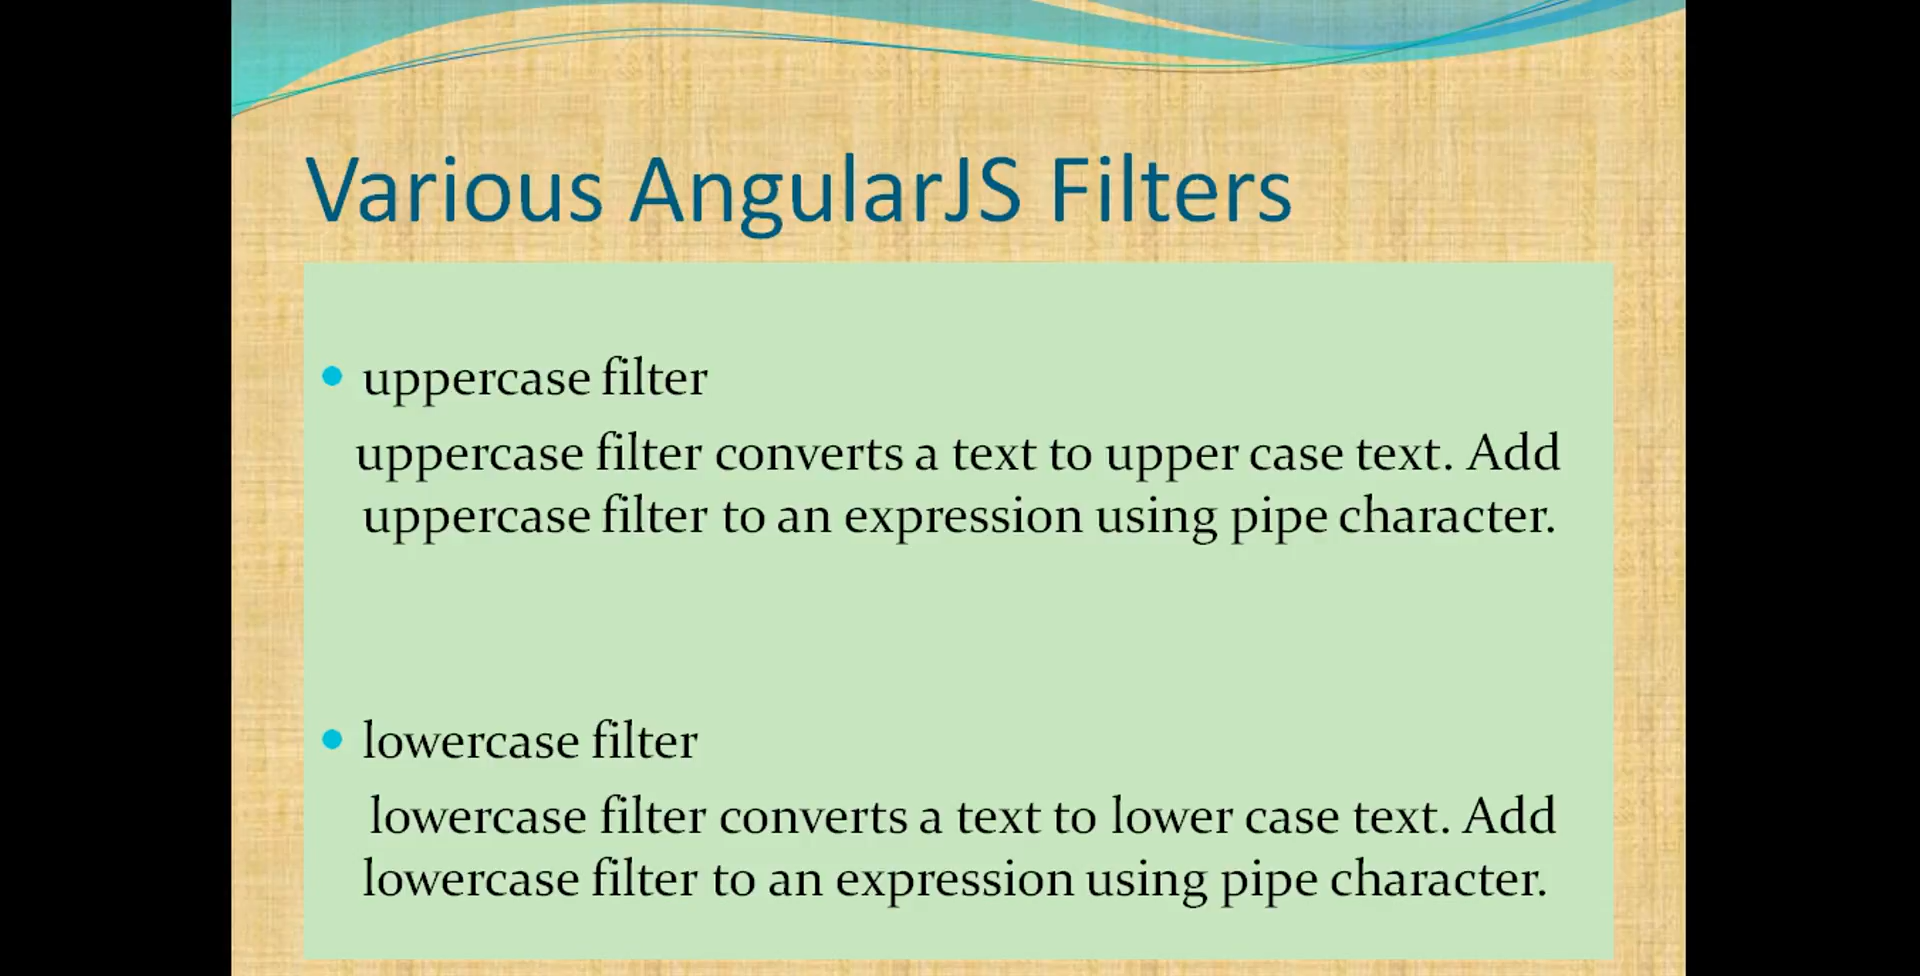 Various AngularJS Filters
• uppercase filter
uppercase filter converts a text to upper case text. Add
uppercase filter to an expression using pipe character.
• lowercase filter
lowercase filter converts a text to lower case text. Add
lowercase filter to an expression using pipe character.